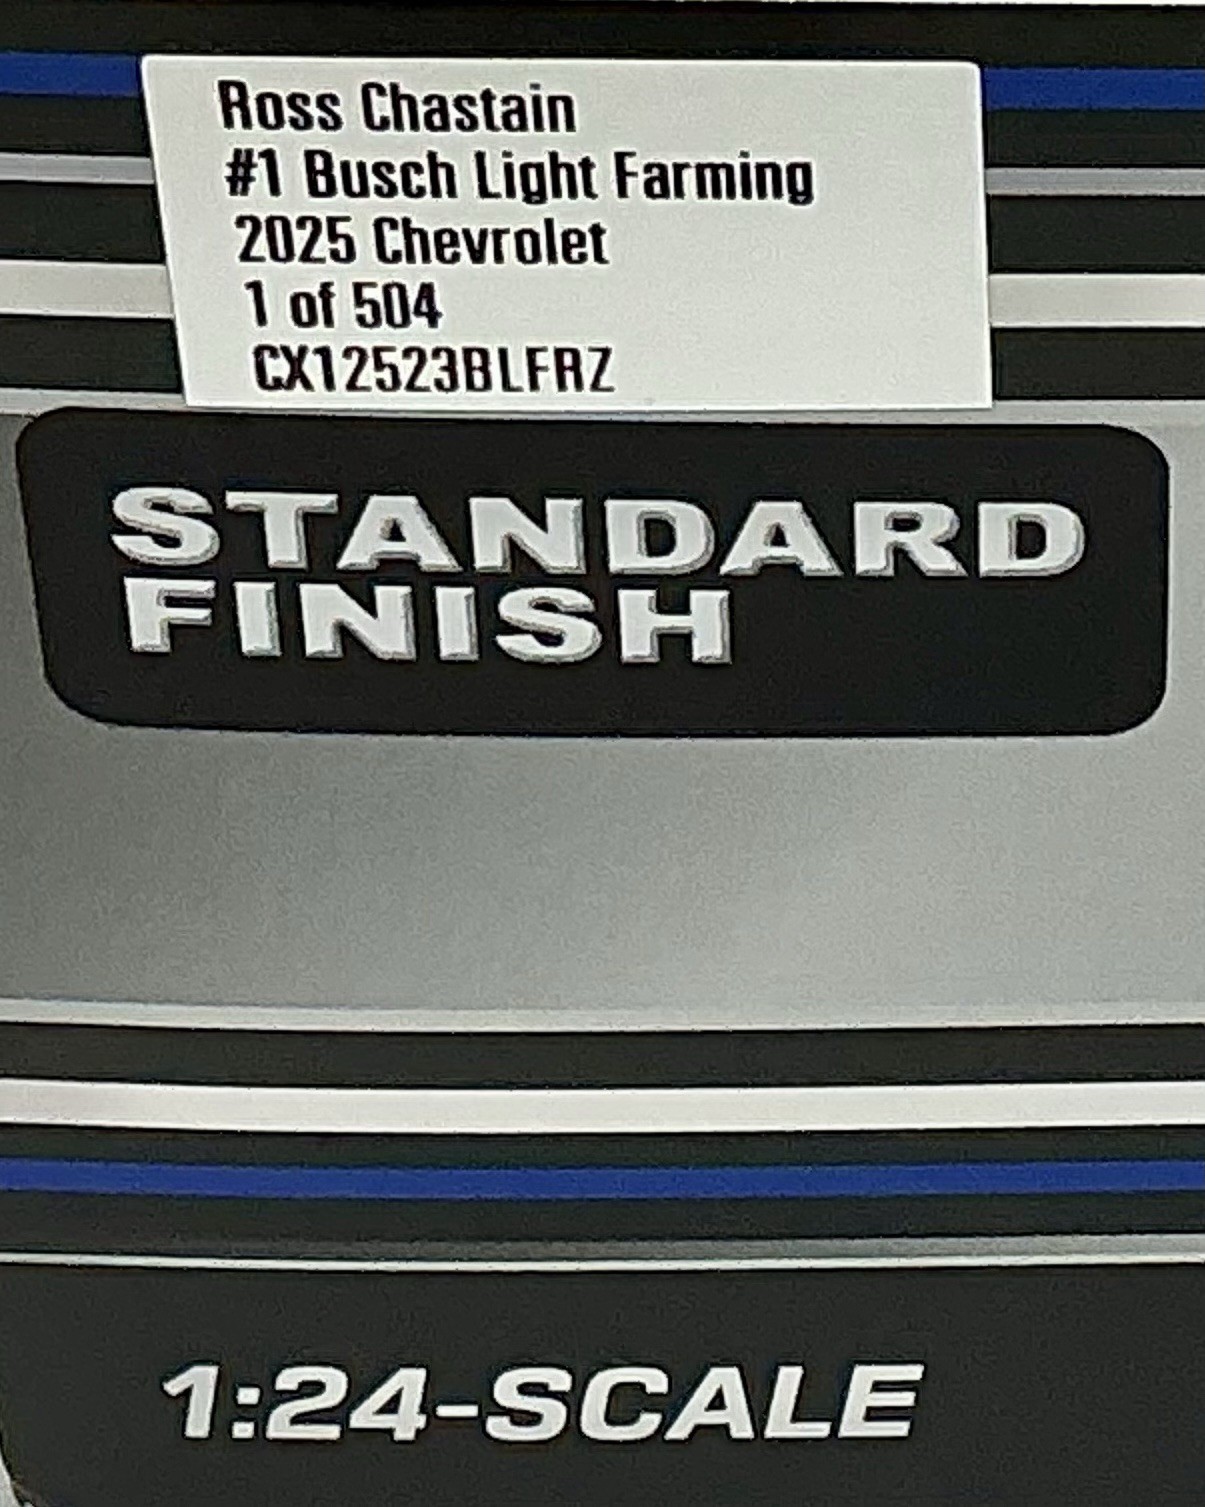 Ross Chastain
#1 Busch Light Farming
2025 Chevrolet
1 of 504
CX12523BLFRZ
STANDARD
FINISH
1:24-SCALE